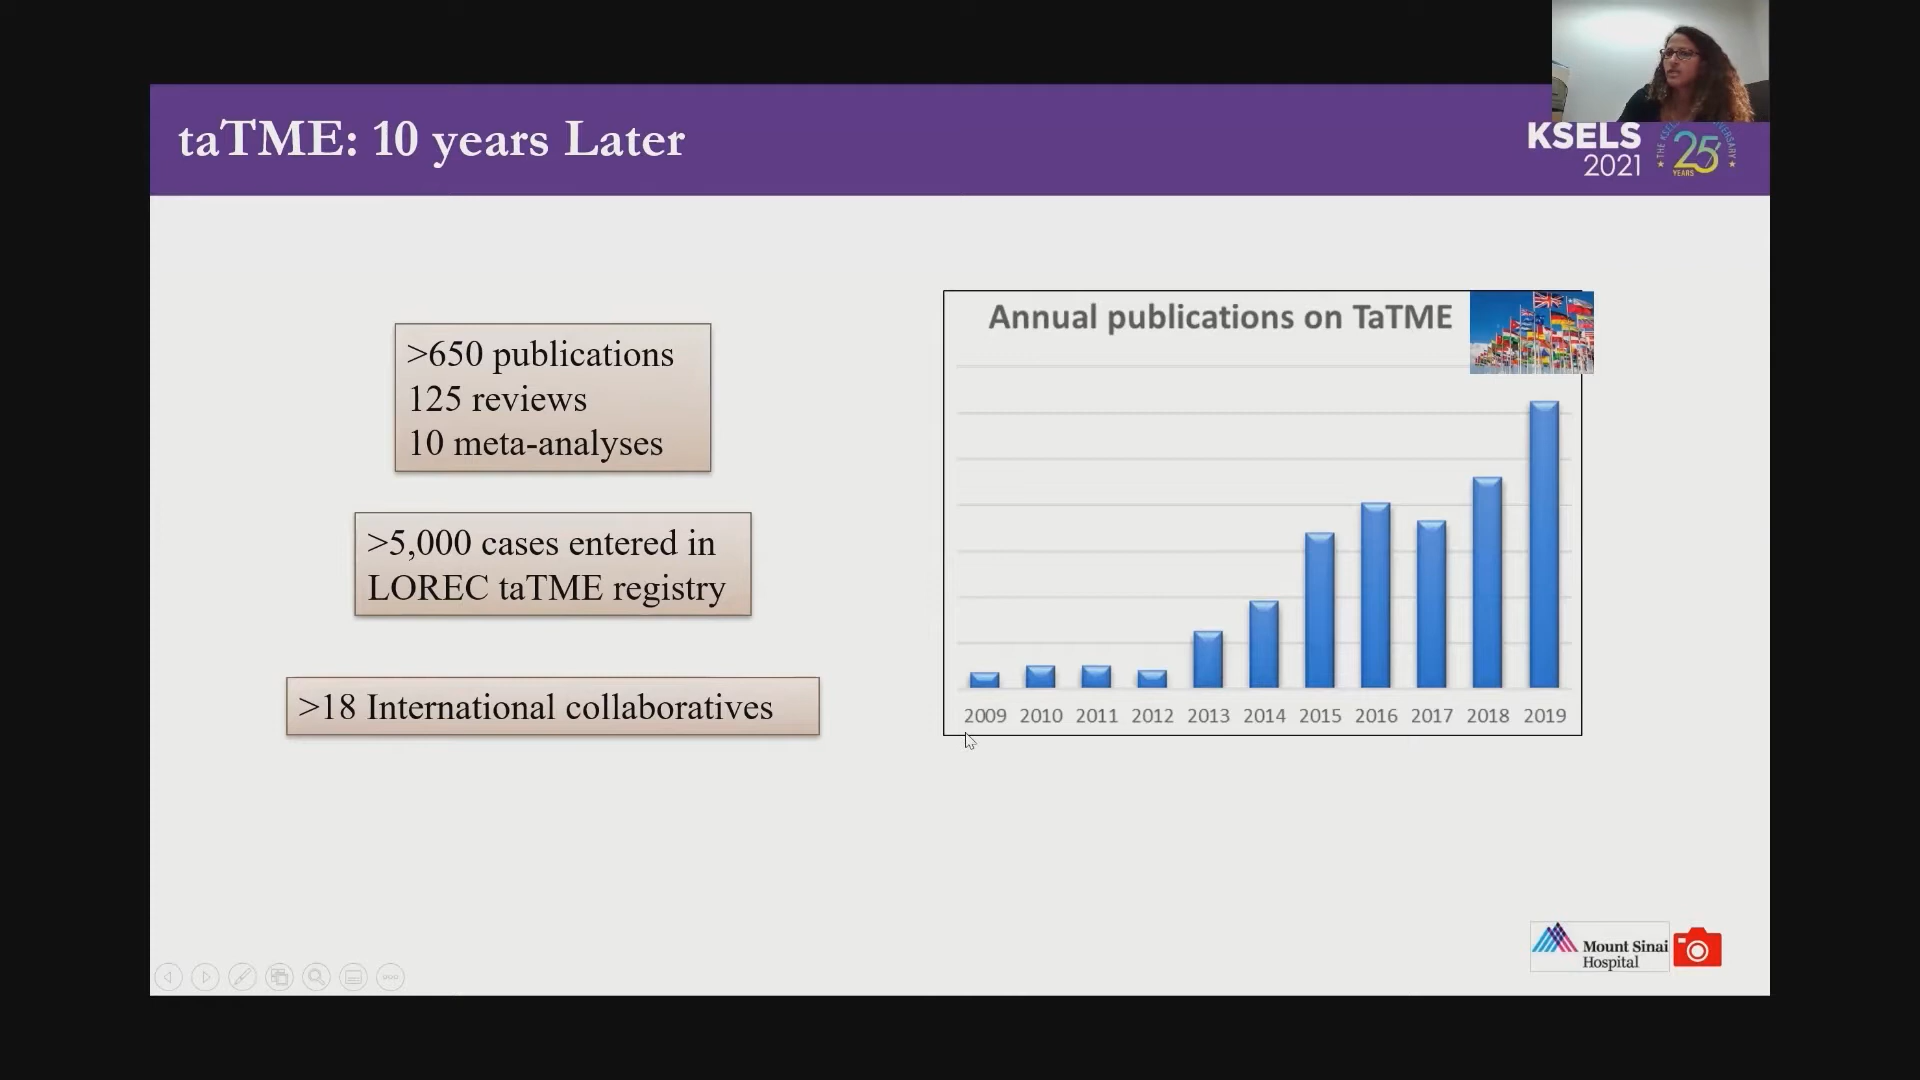 taTME: 10 years Later
KSELS
2021
25
YEARS
>650 publications
125 reviews
10 meta-analyses
>5,000 cases entered in
LOREC taTME registry
>18 International collaboratives
Annual publications on TaTME
2009 2010 2011 2012 2013 2014 2015 2016 2017 2018 2019
Mount Sinai
Hospital